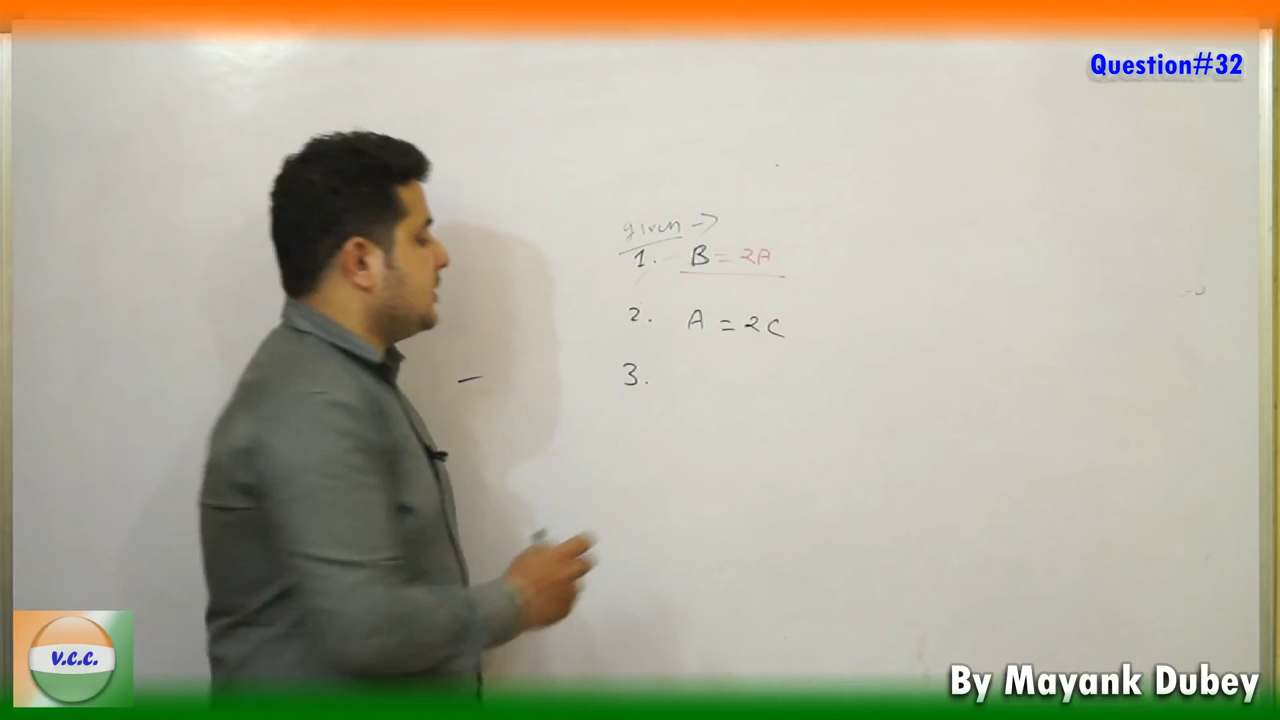 Question#32
given →
1. B = 2A
2. A = 2C
3.
V.C.C.
By Mayank Dubey